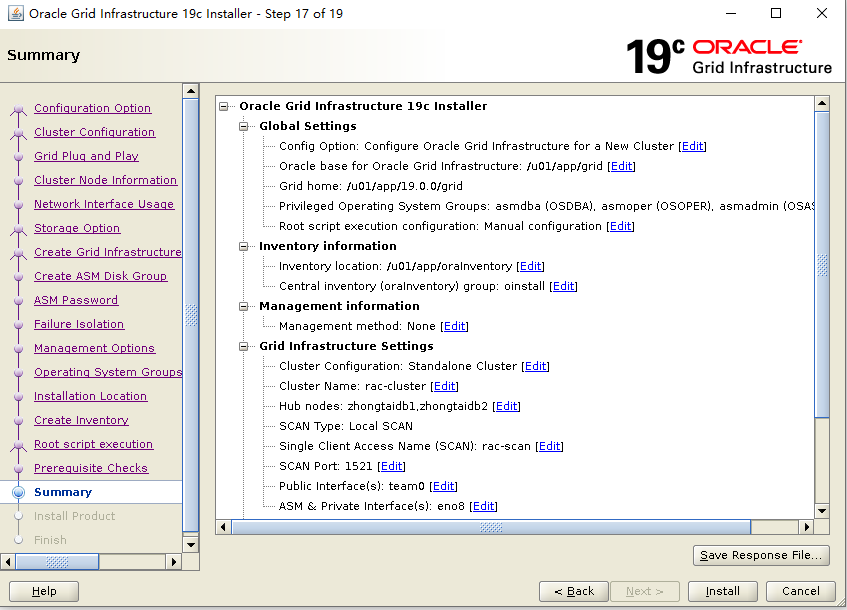 Oracle Grid Infrastructure 19c Installer - Step 17 of 19
Summary
19c ORACLE
Grid Infrastructure
Configuration Option
Cluster Configuration
Grid Plug and Play
Cluster Node Information
Network Interface Usage
Storage Option
Create Grid Infrastructure
Create ASM Disk Group
ASM Password
Failure Isolation
Management Options
Operating System Groups
Installation Location
Create Inventory
Root script execution
Prerequisite Checks
Summary
Install Product
Finish
Oracle Grid Infrastructure 19c Installer
Global Settings
Config Option: Configure Oracle Grid Infrastructure for a New Cluster [Edit]
Oracle base for Oracle Grid Infrastructure: /u01/app/grid [Edit]
Grid home: /u01/app/19.0.0/grid
Privileged Operating System Groups: asmdba (OSDBA), asmoper (OSOPER), asmadmin (OSAS
Root script execution configuration: Manual configuration [Edit]
Inventory information
Inventory location: /u01/app/oraInventory [Edit]
Central inventory (oraInventory) group: oinstall [Edit]
Management information
Management method: None [Edit]
Grid Infrastructure Settings
Cluster Configuration: Standalone Cluster [Edit]
Cluster Name: rac-cluster [Edit]
Hub nodes: zhongtaidb1,zhongtaidb2 [Edit]
SCAN Type: Local SCAN
Single Client Access Name (SCAN): rac-scan [Edit]
SCAN Port: 1521 [Edit]
Public Interface(s): team0 [Edit]
ASM & Private Interface(s): eno8 [Edit]
Save Response File...
Help
< Back
Next >
Install
Cancel